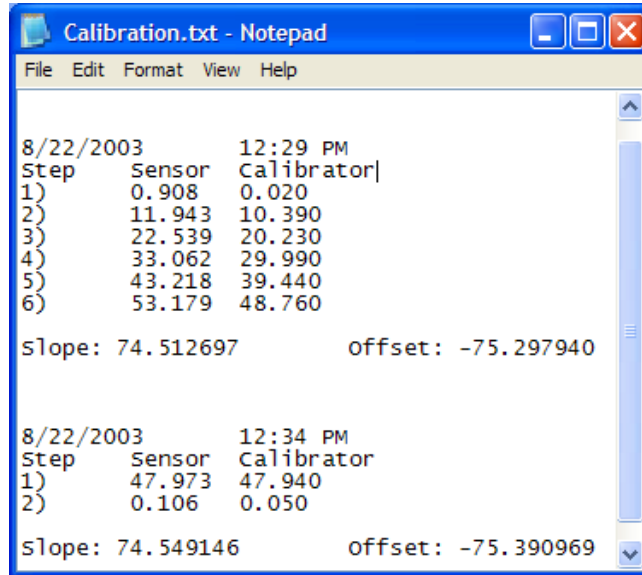 Calibration.txt - Notepad
File Edit Format View Help
8/22/2003 12:29 PM
Step Sensor Calibrator
1) 0.908 0.020
2) 11.943 10.390
3) 22.539 20.230
4) 33.062 29.990
5) 43.218 39.440
6) 53.179 48.760
Slope: 74.512697 Offset: -75.297940
8/22/2003 12:34 PM
Step Sensor Calibrator
1) 47.973 47.940
2) 0.106 0.050
Slope: 74.549146 Offset: -75.390969